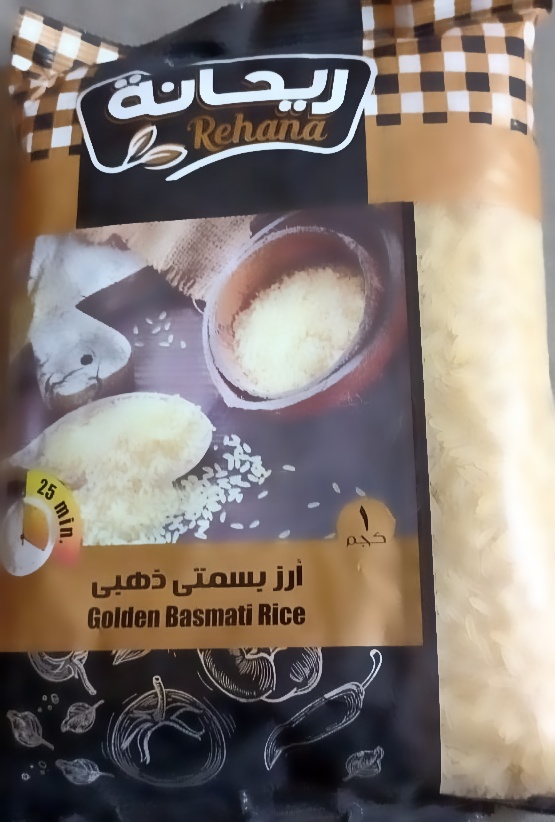 ريحانة
Rehana
25 min.
١
كجم
أرز بسمتى ذهبى
Golden Basmati Rice